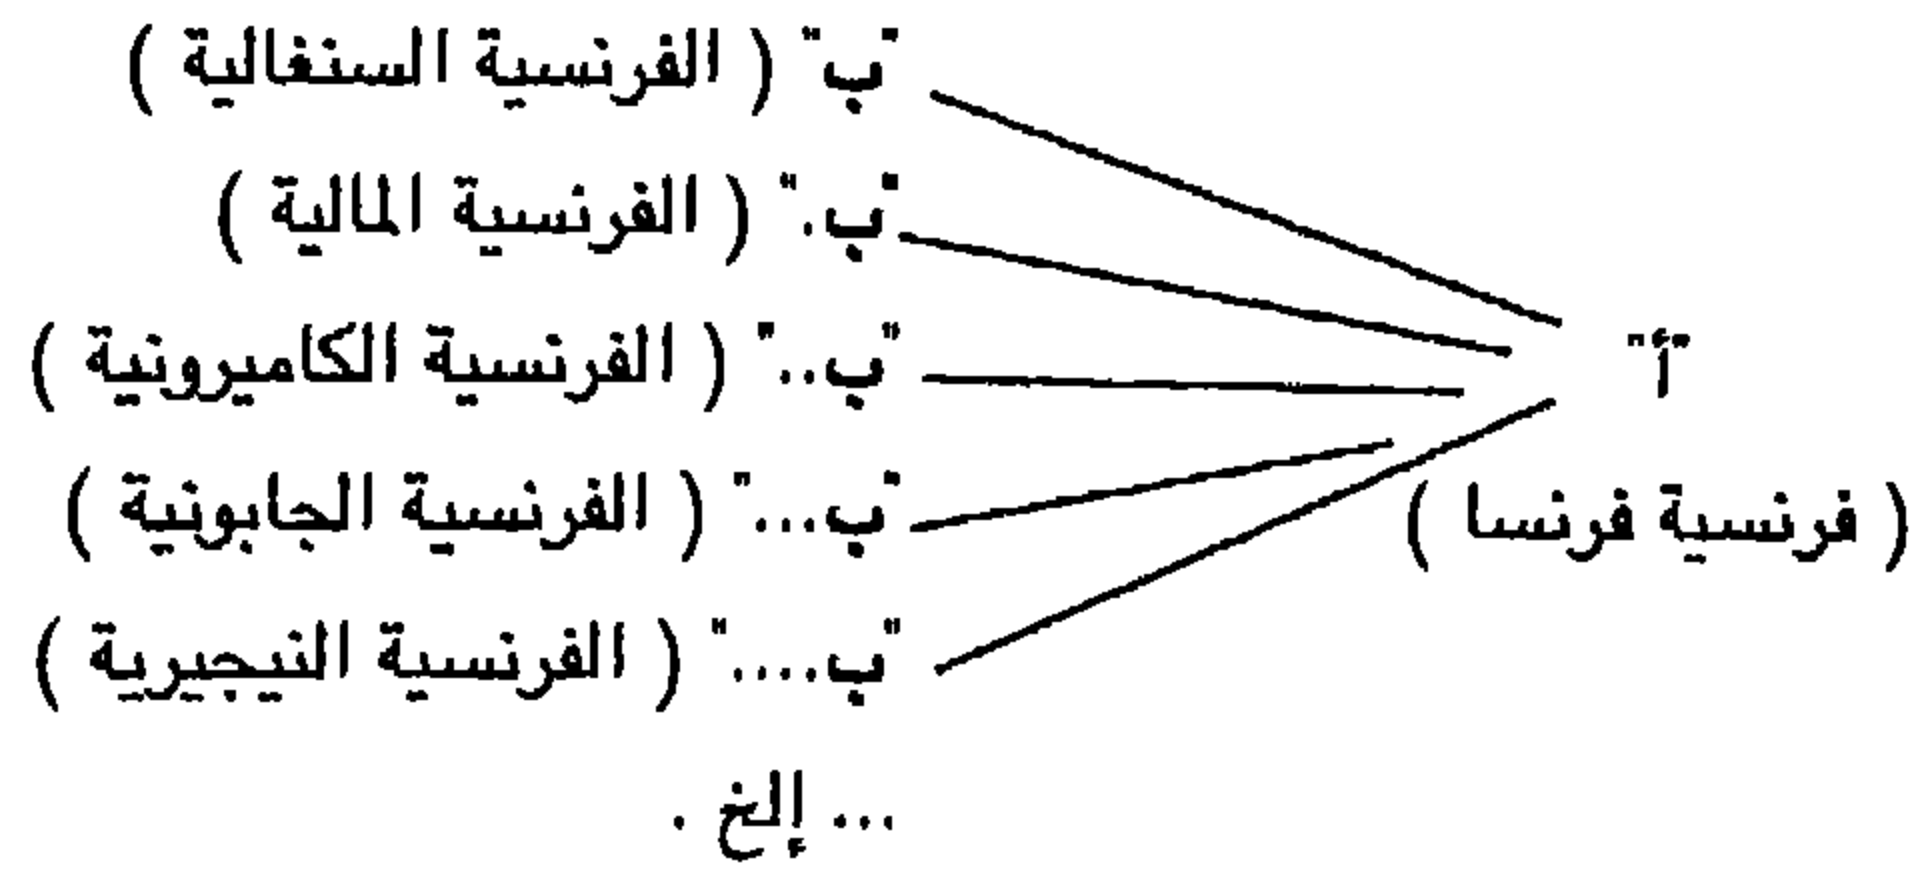 "أ"
( فرنسية فرنسا )
"ب" ( الفرنسية السنغالية )
"ب." ( الفرنسية المالية )
"ب.." ( الفرنسية الكاميرونية )
"ب..." ( الفرنسية الجابونية )
"ب...." ( الفرنسية النيجيرية )
... إلخ .